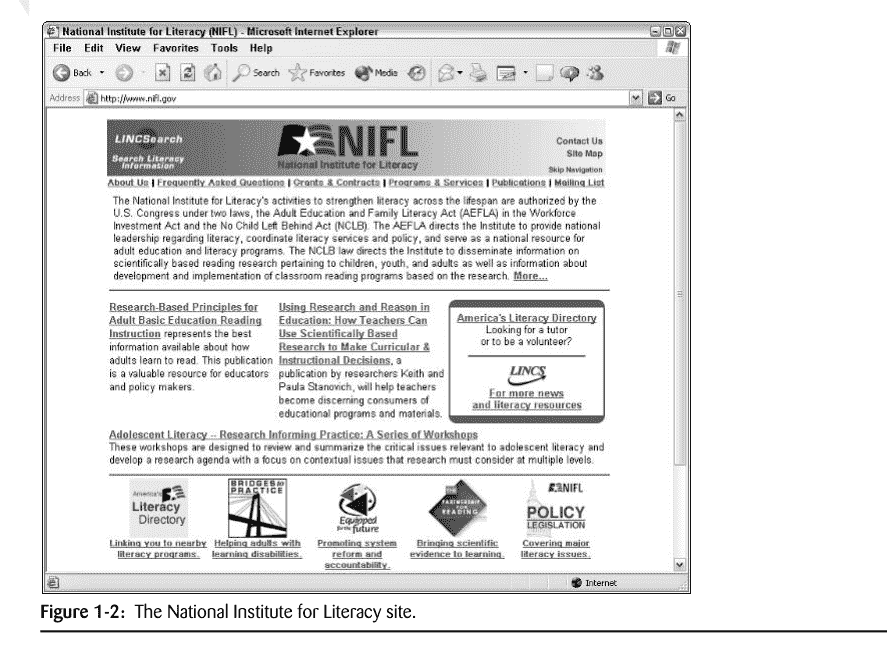 National Institute for Literacy (NIFL) - Microsoft Internet Explorer
File Edit View Favorites Tools Help
Back Search Favorites Media
Address http://www.nifl.gov Go
LINCSearch
Search Literacy
Information
NIFL
National Institute for Literacy
Contact Us
Site Map
Skip Navigation
About Us | Frequently Asked Questions | Grants & Contracts | Programs & Services | Publications | Mailing List
The National Institute for Literacy's activities to strengthen literacy across the lifespan are authorized by the
U.S. Congress under two laws, the Adult Education and Family Literacy Act (AEFLA) in the Workforce
Investment Act and the No Child Left Behind Act (NCLB). The AEFLA directs the Institute to provide national
leadership regarding literacy, coordinate literacy services and policy, and serve as a national resource for
adult education and literacy programs. The NCLB law directs the Institute to disseminate information on
scientifically based reading research pertaining to children, youth, and adults as well as information about
development and implementation of classroom reading programs based on the research. More...
Research-Based Principles for
Adult Basic Education Reading
Instruction represents the best
information available about how
adults learn to read. This publication
is a valuable resource for educators
and policy makers.
Using Research and Reason in
Education: How Teachers Can
Use Scientifically Based
Research to Make Curricular &
Instructional Decisions, a
publication by researchers Keith and
Paula Stanovich, will help teachers
become discerning consumers of
educational programs and materials.
America's Literacy Directory
Looking for a tutor
or to be a volunteer?
LINCS
For more news
and literacy resources
Adolescent Literacy -- Research Informing Practice: A Series of Workshops
These workshops are designed to review and summarize the critical issues relevant to adolescent literacy and
develop a research agenda with a focus on contextual issues that research must consider at multiple levels.
America's
Literacy
Directory
Linking you to nearby
literacy programs.
BRIDGES to
PRACTICE
Helping adults with
learning disabilities.
Equipped
for the future
Promoting system
reform and
accountability.
PARTNERSHIP
FOR
READING
Bringing scientific
evidence to learning.
NIFL
POLICY
LEGISLATION
Covering major
literacy issues.
Internet
Figure 1-2: The National Institute for Literacy site.